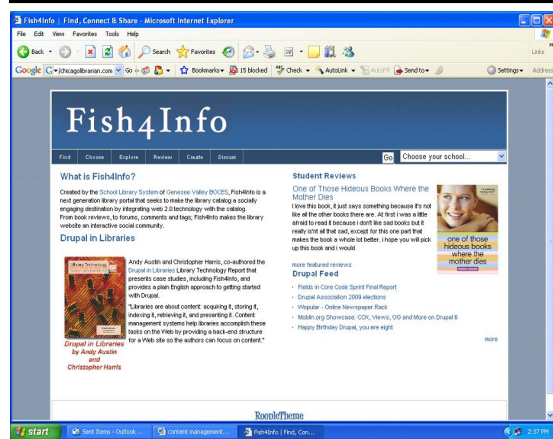 Fish4Info | Find, Connect & Share - Microsoft Internet Explorer
File Edit View Favorites Tools Help
Back Search Favorites Links
Google chicagolibrarian.com Go Bookmarks 15 blocked Check AutoLink AutoFill Send to Settings Address
Fish4Info
Find Choose Explore Review Create Discuss Go Choose your school...
What is Fish4Info?
Created by the School Library System of Genesee Valley BOCES, Fish4Info is a
next generation library portal that seeks to make the library catalog a socially
engaging destination by integrating web 2.0 technology with the catalog.
From book reviews, to forums, comments and tags; Fish4Info makes the library
website an interactive social community.
Drupal in Libraries
Andy Austin and Christopher Harris, co-authored the
Drupal in Libraries Library Technology Report that
presents case studies, including Fish4Info, and
provides a plain English approach to getting started
with Drupal.
"Libraries are about content: acquiring it, storing it,
indexing it, retrieving it, and presenting it. Content
management systems help libraries accomplish these
tasks on the Web by providing a back-end structure
for a Web site so the authors can focus on content."
Library Technology
Drupal in Libraries
by Andy Austin
and
Christopher Harris
Student Reviews
One of Those Hideous Books Where the
Mother Dies
I love this book, it just says something because it's not
like all the other books there are. At first i was a little
afraid to read it because i don't like sad books but it
really is'nt all that sad, except for this one part that
makes the book a whole lot better. i hope you will pick
up this book and i would
one of those
hideous books
where the
mother dies
more featured reviews
Drupal Feed
Fields in Core Code Sprint Final Report
Drupal Association 2009 elections
Wopular - Online Newspaper Rack
Moblin.org Showcase: CCK, Views, OG and More on Drupal 6
Happy Birthday Drupal, you are eight
more
RoopleTheme
start Sent Items - Outlook ... content management... Fish4Info | Find, Con... 2:37 PM